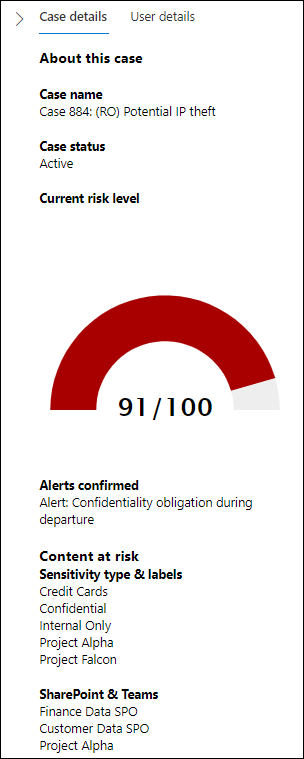 Case details User details
About this case
Case name
Case 884: (RO) Potential IP theft
Case status
Active
Current risk level
91/100
Alerts confirmed
Alert: Confidentiality obligation during
departure
Content at risk
Sensitivity type & labels
Credit Cards
Confidential
Internal Only
Project Alpha
Project Falcon
SharePoint & Teams
Finance Data SPO
Customer Data SPO
Project Alpha